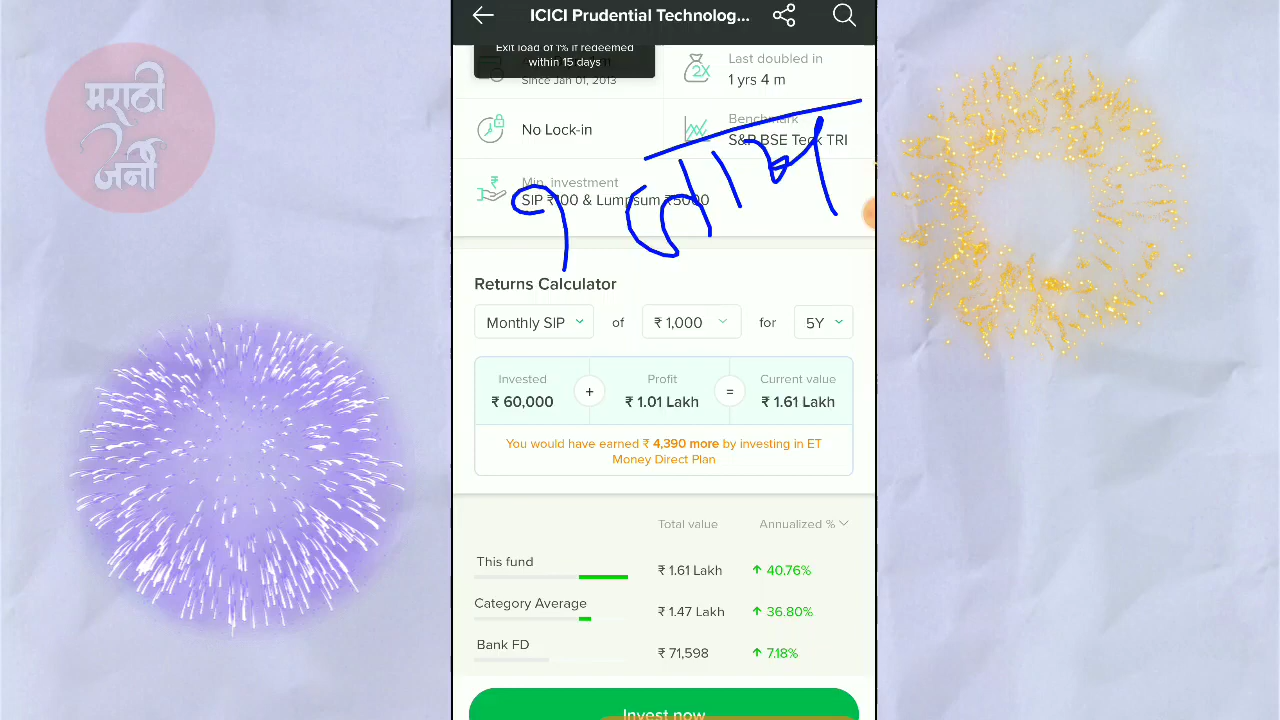 ICICI Prudential Technolog...
Exit load of 1% if redeemed
within 15 days
Since Jan 01, 2013
Last doubled in
1 yrs 4 m
No Lock-in
Benchmark
S&P BSE Teck TRI
Min. investment
SIP ₹100 & Lumpsum ₹5000
१
Returns Calculator
Monthly SIP of ₹ 1,000 for 5Y
Invested + Profit = Current value
₹ 60,000 ₹ 1.01 Lakh ₹ 1.61 Lakh
You would have earned ₹ 4,390 more by investing in ET
Money Direct Plan
Total value Annualized %
This fund ₹ 1.61 Lakh 40.76%
Category Average ₹ 1.47 Lakh 36.80%
Bank FD ₹ 71,598 7.18%
Invest now
मराठी
जर्नी
2X